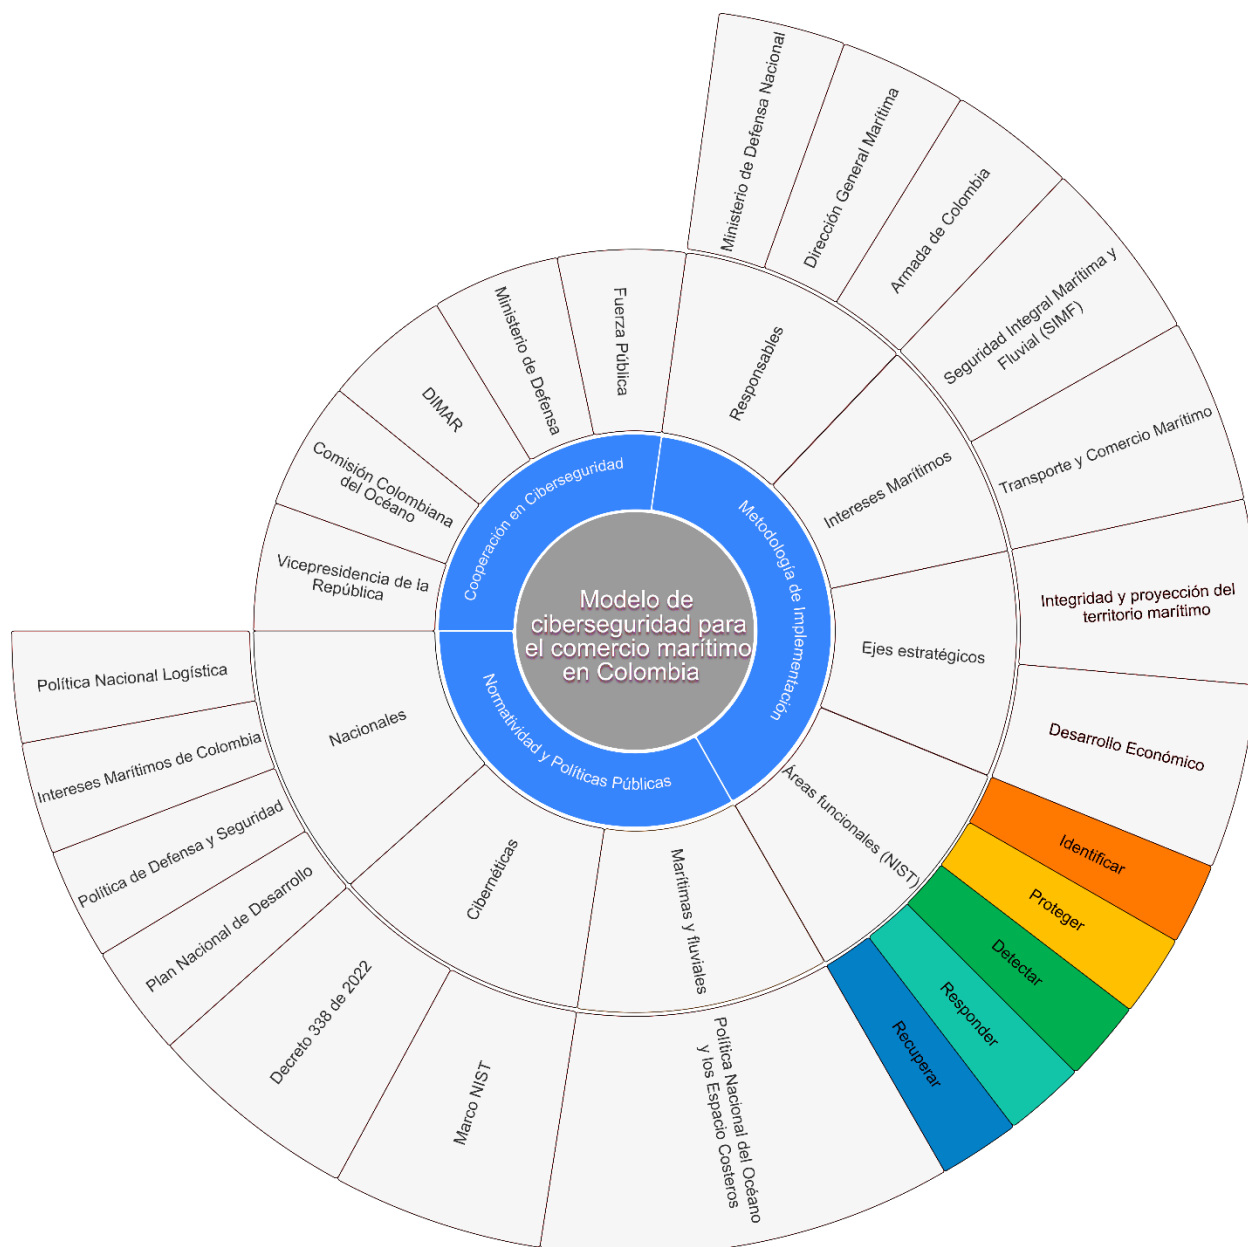 Modelo de
ciberseguridad para
el comercio marítimo
en Colombia
Cooperación en Ciberseguridad
Vicepresidencia de la
República
Comisión Colombiana
del Océano
DIMAR
Ministerio de Defensa
Fuerza Pública
Metodología de Implementación
Responsables
Ministerio de Defensa Nacional
Dirección General Marítima
Armada de Colombia
Intereses Marítimos
Seguridad Integral Marítima y
Fluvial (SIMF)
Transporte y Comercio Marítimo
Ejes estratégicos
Integridad y proyección del
territorio marítimo
Desarrollo Económico
Áreas funcionales (NIST)
Identificar
Proteger
Detectar
Responder
Recuperar
Normatividad y Políticas Públicas
Marítimas y fluviales
Política Nacional del Océano
y los Espacio Costeros
Cibernéticas
Marco NIST
Decreto 338 de 2022
Nacionales
Plan Nacional de Desarrollo
Política de Defensa y Seguridad
Intereses Marítimos de Colombia
Política Nacional Logística